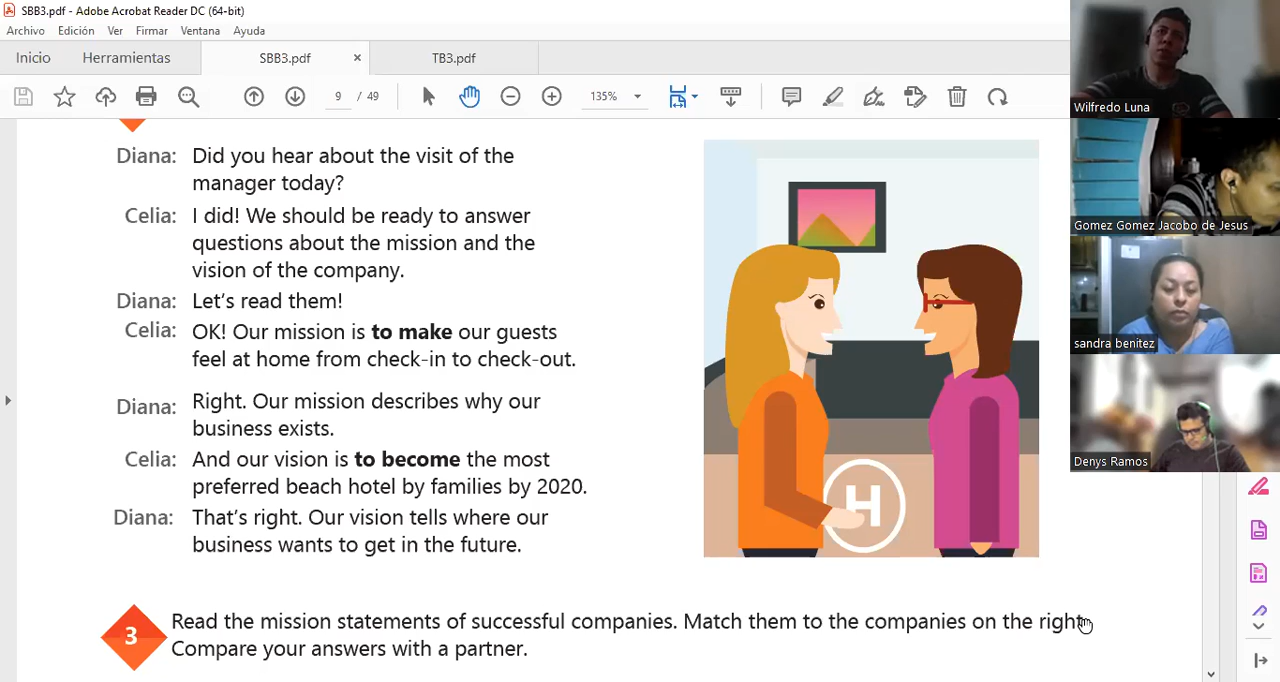 SBB3.pdf - Adobe Acrobat Reader DC (64-bit)
Archivo Edición Ver Firmar Ventana Ayuda
Inicio Herramientas SBB3.pdf × TB3.pdf
9 / 49 135%
Diana: Did you hear about the visit of the
manager today?
Celia: I did! We should be ready to answer
questions about the mission and the
vision of the company.
Diana: Let's read them!
Celia: OK! Our mission is to make our guests
feel at home from check-in to check-out.
Diana: Right. Our mission describes why our
business exists.
Celia: And our vision is to become the most
preferred beach hotel by families by 2020.
Diana: That's right. Our vision tells where our
business wants to get in the future.
H
3 Read the mission statements of successful companies. Match them to the companies on the right.
Compare your answers with a partner.
Wilfredo Luna
Gomez Gomez Jacobo de Jesus
sandra benitez
Denys Ramos